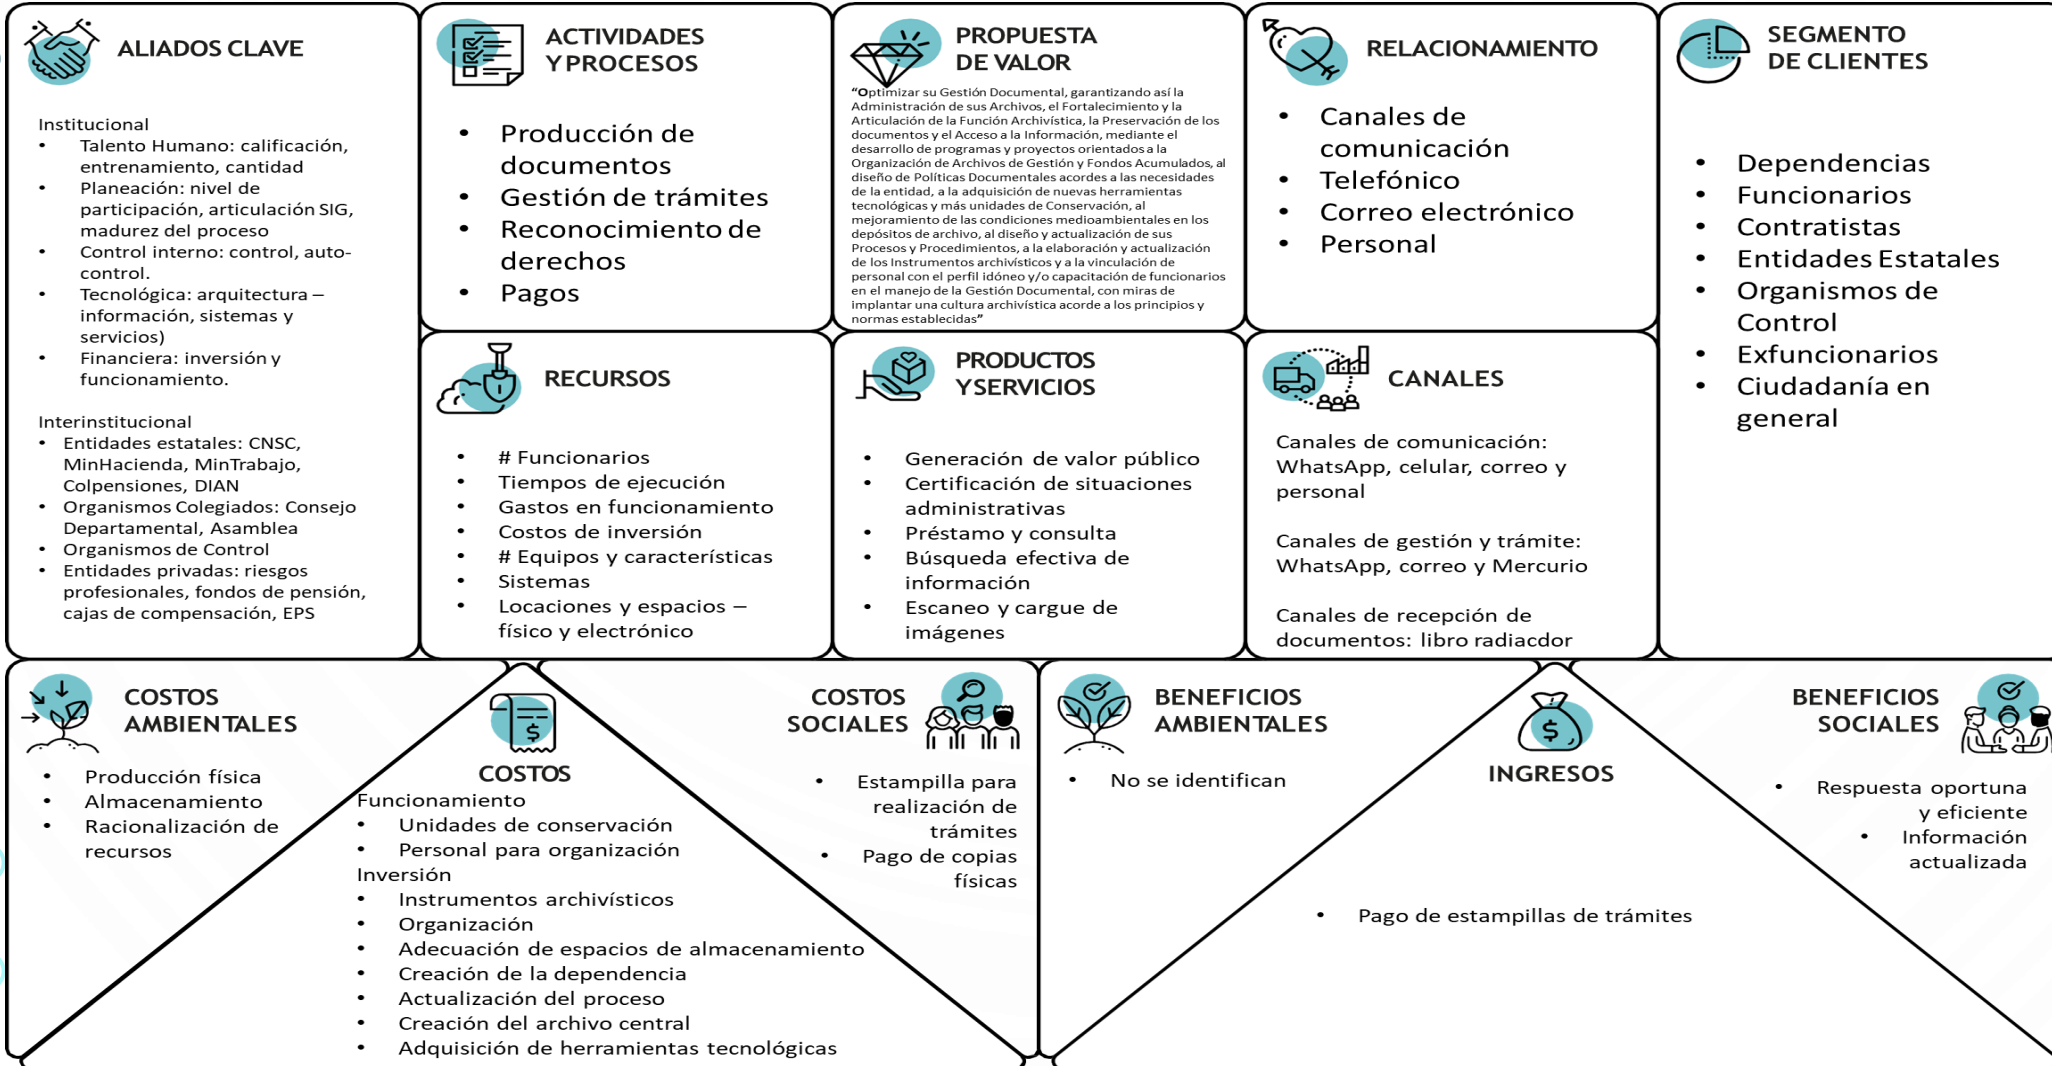 ALIADOS CLAVE
Institucional
• Talento Humano: calificación,
entrenamiento, cantidad
• Planeación: nivel de
participación, articulación SIG,
madurez del proceso
• Control interno: control, auto-
control.
• Tecnológica: arquitectura –
información, sistemas y
servicios)
• Financiera: inversión y
funcionamiento.
Interinstitucional
• Entidades estatales: CNSC,
MinHacienda, MinTrabajo,
Colpensiones, DIAN
• Organismos Colegiados: Consejo
Departamental, Asamblea
• Organismos de Control
• Entidades privadas: riesgos
profesionales, fondos de pensión,
cajas de compensación, EPS
ACTIVIDADES
Y PROCESOS
• Producción de
documentos
• Gestión de trámites
• Reconocimiento de
derechos
• Pagos
RECURSOS
• # Funcionarios
• Tiempos de ejecución
• Gastos en funcionamiento
• Costos de inversión
• # Equipos y características
• Sistemas
• Locaciones y espacios –
físico y electrónico
PROPUESTA
DE VALOR
“Optimizar su Gestión Documental, garantizando así la
Administración de sus Archivos, el Fortalecimiento y la
Articulación de la Función Archivística, la Preservación de los
documentos y el Acceso a la Información, mediante el
desarrollo de programas y proyectos orientados a la
Organización de Archivos de Gestión y Fondos Acumulados, al
diseño de Políticas Documentales acordes a las necesidades
de la entidad, a la adquisición de nuevas herramientas
tecnológicas y más unidades de Conservación, al
mejoramiento de las condiciones medioambientales en los
depósitos de archivo, al diseño y actualización de sus
Procesos y Procedimientos, a la elaboración y actualización
de los Instrumentos archivísticos y a la vinculación de
personal con el perfil idóneo y/o capacitación de funcionarios
en el manejo de la Gestión Documental, con miras de
implantar una cultura archivística acorde a los principios y
normas establecidas”
PRODUCTOS
Y SERVICIOS
• Generación de valor público
• Certificación de situaciones
administrativas
• Préstamo y consulta
• Búsqueda efectiva de
información
• Escaneo y cargue de
imágenes
RELACIONAMIENTO
• Canales de
comunicación
• Telefónico
• Correo electrónico
• Personal
CANALES
Canales de comunicación:
WhatsApp, celular, correo y
personal
Canales de gestión y trámite:
WhatsApp, correo y Mercurio
Canales de recepción de
documentos: libro radiacdor
SEGMENTO
DE CLIENTES
• Dependencias
• Funcionarios
• Contratistas
• Entidades Estatales
• Organismos de
Control
• Exfuncionarios
• Ciudadanía en
general
COSTOS
AMBIENTALES
• Producción física
• Almacenamiento
• Racionalización de
recursos
$
COSTOS
Funcionamiento
• Unidades de conservación
• Personal para organización
Inversión
• Instrumentos archivísticos
• Organización
• Adecuación de espacios de almacenamiento
• Creación de la dependencia
• Actualización del proceso
• Creación del archivo central
• Adquisición de herramientas tecnológicas
COSTOS
SOCIALES
• Estampilla para
realización de
trámites
• Pago de copias
físicas
BENEFICIOS
AMBIENTALES
• No se identifican
$
INGRESOS
• Pago de estampillas de trámites
BENEFICIOS
SOCIALES
• Respuesta oportuna
y eficiente
• Información
actualizada